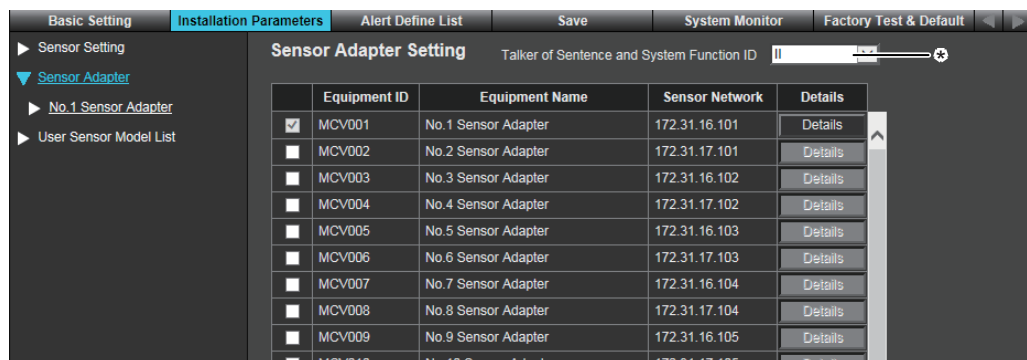 Basic Setting Installation Parameters Alert Define List Save System Monitor Factory Test & Default
Sensor Setting
Sensor Adapter
No.1 Sensor Adapter
User Sensor Model List
Sensor Adapter Setting Talker of Sentence and System Function ID II
Equipment ID Equipment Name Sensor Network Details
MCV001 No.1 Sensor Adapter 172.31.16.101 Details
MCV002 No.2 Sensor Adapter 172.31.17.101 Details
MCV003 No.3 Sensor Adapter 172.31.16.102 Details
MCV004 No.4 Sensor Adapter 172.31.17.102 Details
MCV005 No.5 Sensor Adapter 172.31.16.103 Details
MCV006 No.6 Sensor Adapter 172.31.17.103 Details
MCV007 No.7 Sensor Adapter 172.31.16.104 Details
MCV008 No.8 Sensor Adapter 172.31.17.104 Details
MCV009 No.9 Sensor Adapter 172.31.16.105 Details